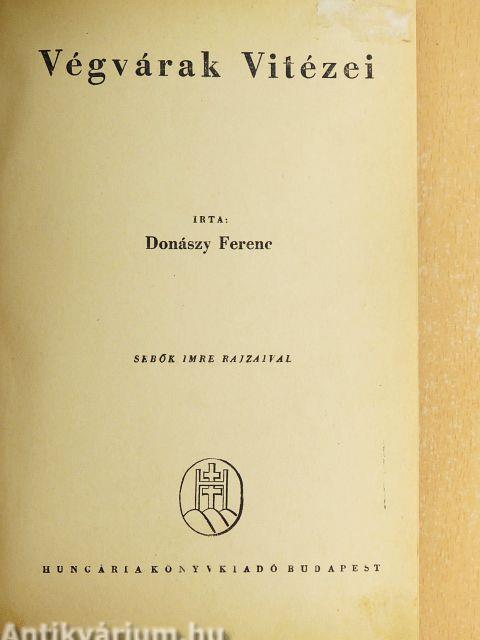 Végvárak Vitézei
IRTA:
Donászy Ferenc
SEBŐK IMRE RAJZAIVAL
HUNGÁRIA KÖNYVKIADÓ BUDAPEST
Antikvárium.hu